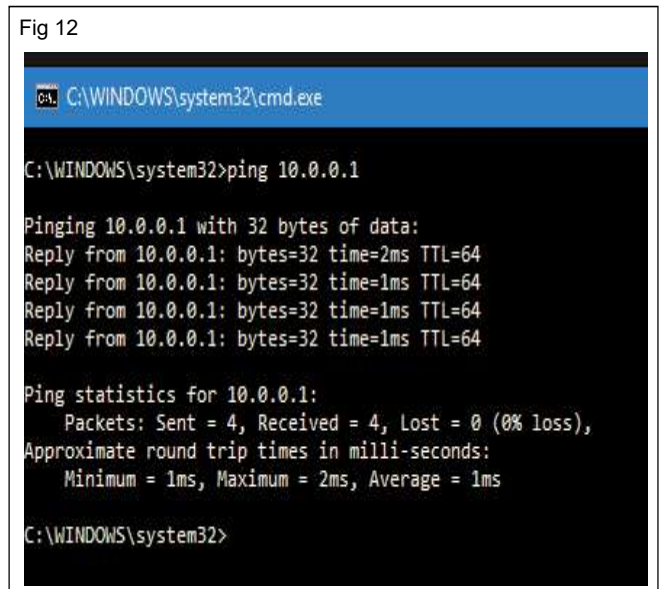 Fig 12
C:\WINDOWS\system32\cmd.exe
C:\WINDOWS\system32>ping 10.0.0.1
Pinging 10.0.0.1 with 32 bytes of data:
Reply from 10.0.0.1: bytes=32 time=2ms TTL=64
Reply from 10.0.0.1: bytes=32 time=1ms TTL=64
Reply from 10.0.0.1: bytes=32 time=1ms TTL=64
Reply from 10.0.0.1: bytes=32 time=1ms TTL=64
Ping statistics for 10.0.0.1:
Packets: Sent = 4, Received = 4, Lost = 0 (0% loss),
Approximate round trip times in milli-seconds:
Minimum = 1ms, Maximum = 2ms, Average = 1ms
C:\WINDOWS\system32>